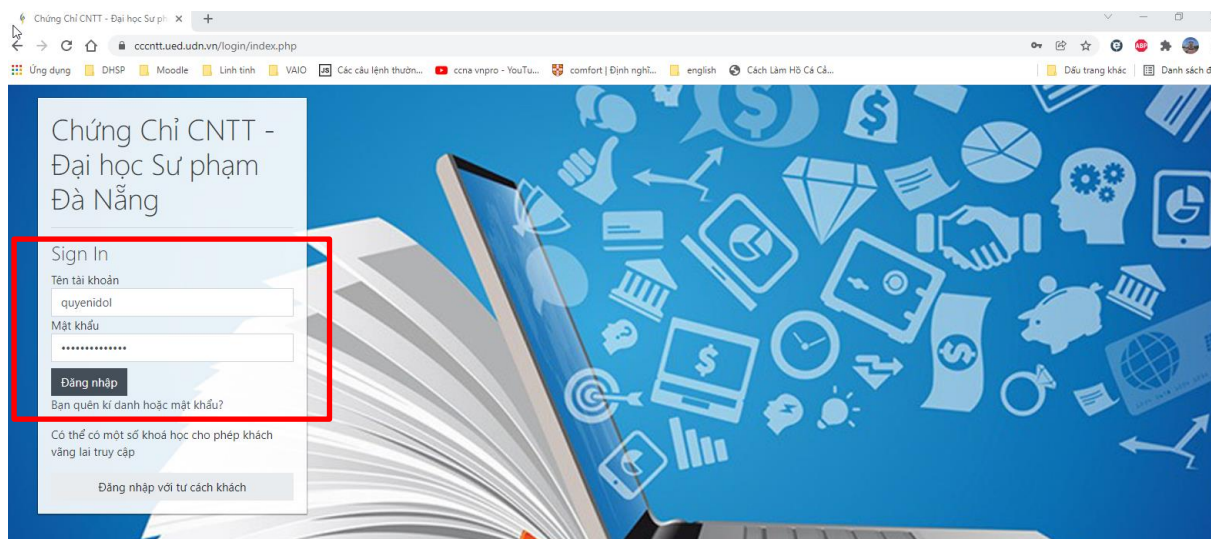 Chứng Chỉ CNTT - Đại học Sư ph
cccntt.ued.udn.vn/login/index.php
Ứng dụng DHSP Moodle Linh tinh VAIO JS Các câu lệnh thườn... ccna vnpro - YouTu... comfort | Định nghĩ... english Cách Làm Hồ Cá Cả... Dấu trang khác Danh sách đ
Chứng Chỉ CNTT -
Đại học Sư phạm
Đà Nẵng
Sign In
Tên tài khoản
quyenidol
Mật khẩu
••••••••••••••
Đăng nhập
Bạn quên kí danh hoặc mật khẩu?
Có thể có một số khoá học cho phép khách
vãng lai truy cập
Đăng nhập với tư cách khách